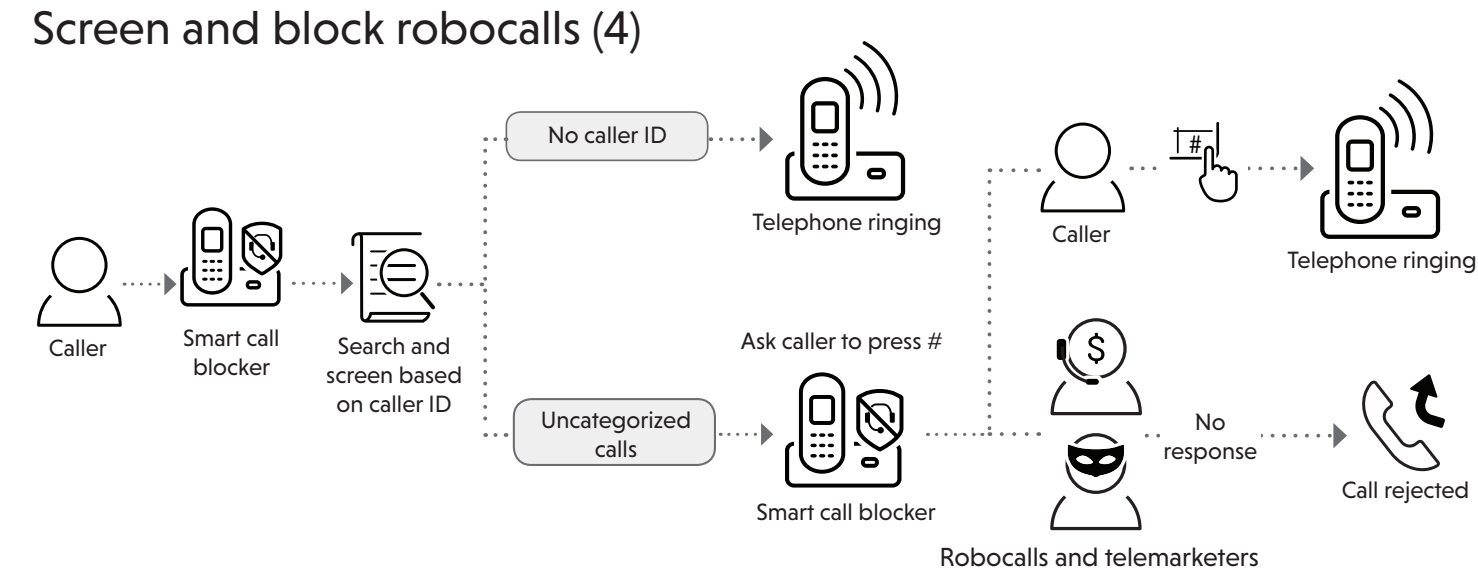 Screen and block robocalls (4)
No caller ID
Telephone ringing
#
Caller
Telephone ringing
Caller
Smart call
blocker
Search and
screen based
on caller ID
Ask caller to press #
Uncategorized
calls
Smart call blocker
$
No
response
Call rejected
Robocalls and telemarketers